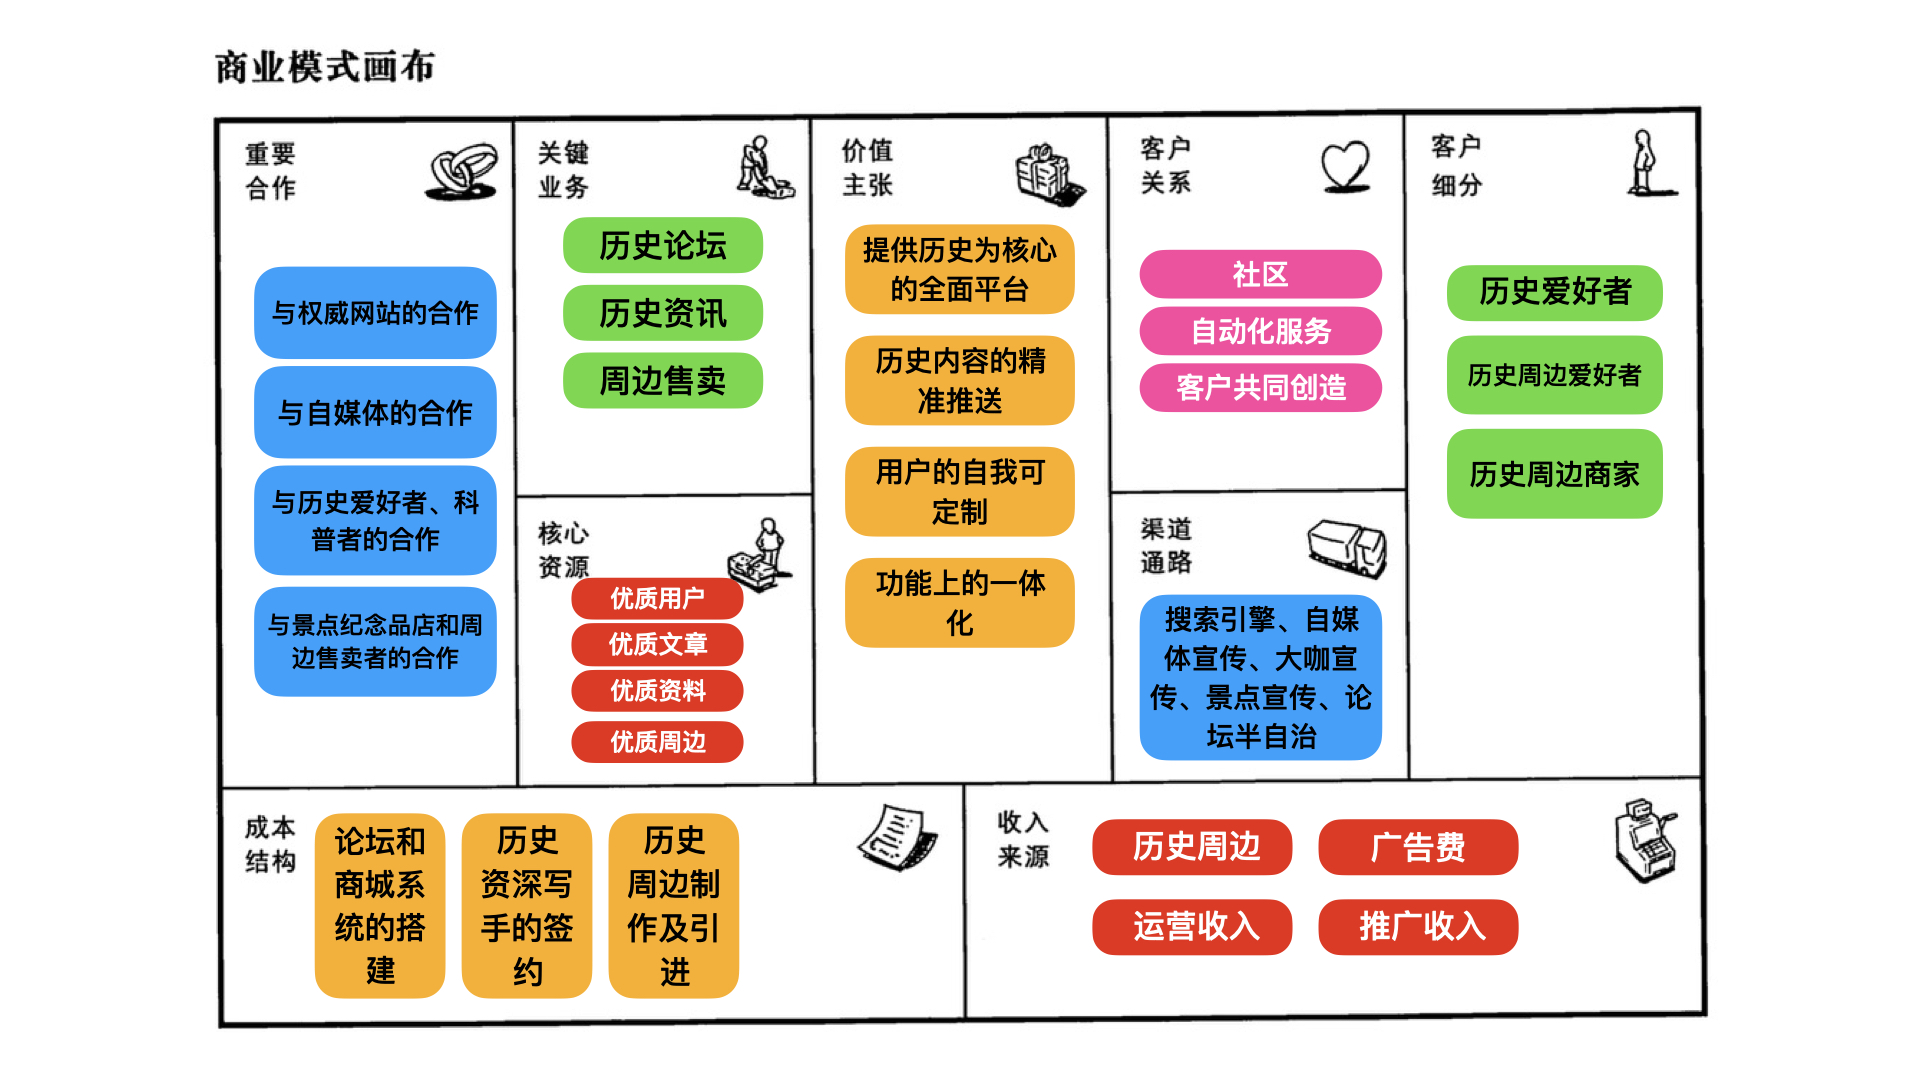 商业模式画布
重要
合作
与权威网站的合作
与自媒体的合作
与历史爱好者、科
普者的合作
与景点纪念品店和周
边售卖者的合作
关键
业务
历史论坛
历史资讯
周边售卖
核心
资源
优质用户
优质文章
优质资料
优质周边
价值
主张
提供历史为核心
的全面平台
历史内容的精
准推送
用户的自我可
定制
功能上的一体
化
客户
关系
社区
自动化服务
客户共同创造
渠道
通路
搜索引擎、自媒
体宣传、大咖宣
传、景点宣传、论
坛半自治
客户
细分
历史爱好者
历史周边爱好者
历史周边商家
成本
结构
论坛和
商城系
统的搭
建
历史
资深写
手的签
约
历史
周边制
作及引
进
收入
来源
历史周边
广告费
运营收入
推广收入